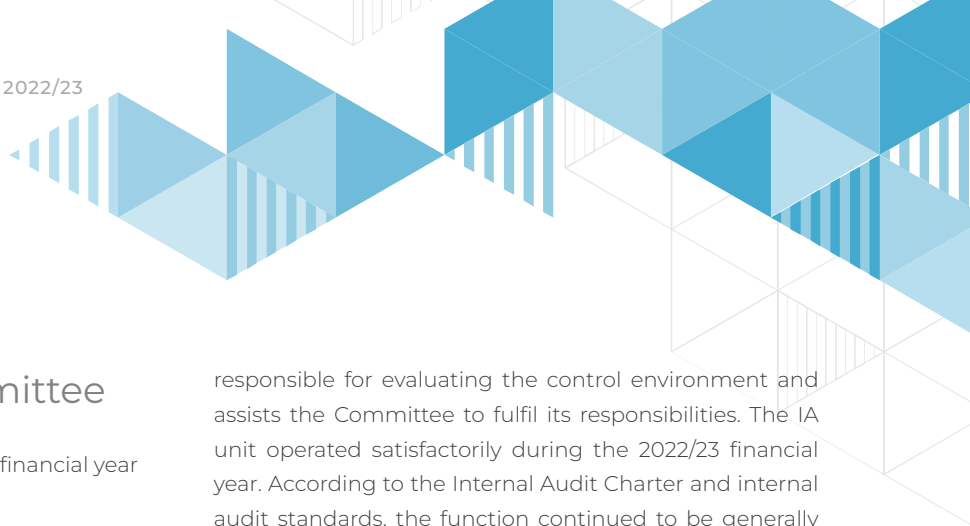 2022/23
mittee
financial year
responsible for evaluating the control environment and
assists the Committee to fulfil its responsibilities. The IA
unit operated satisfactorily during the 2022/23 financial
year. According to the Internal Audit Charter and internal
audit standards, the function continued to be generally